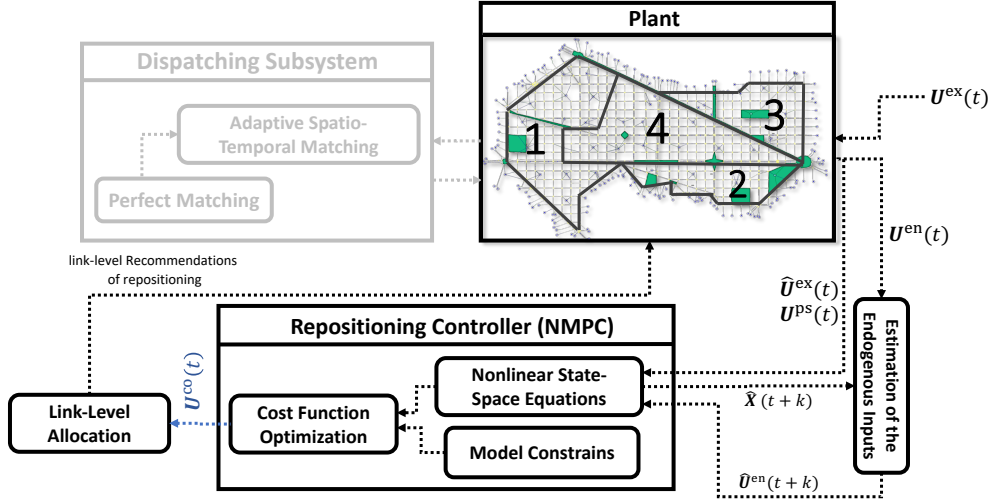 Plant
Dispatching Subsystem
Adaptive Spatio-
Temporal Matching
Perfect Matching
1
4
3
2
U^ex(t)
U^en(t)
link-level Recommendations
of repositioning
Û^ex(t)
U^ps(t)
Estimation of the
Endogenous Inputs
Repositioning Controller (NMPC)
Nonlinear State-
Space Equations
X̂(t + k)
U^co(t)
Link-Level
Allocation
Cost Function
Optimization
Model Constrains
Û^en(t + k)